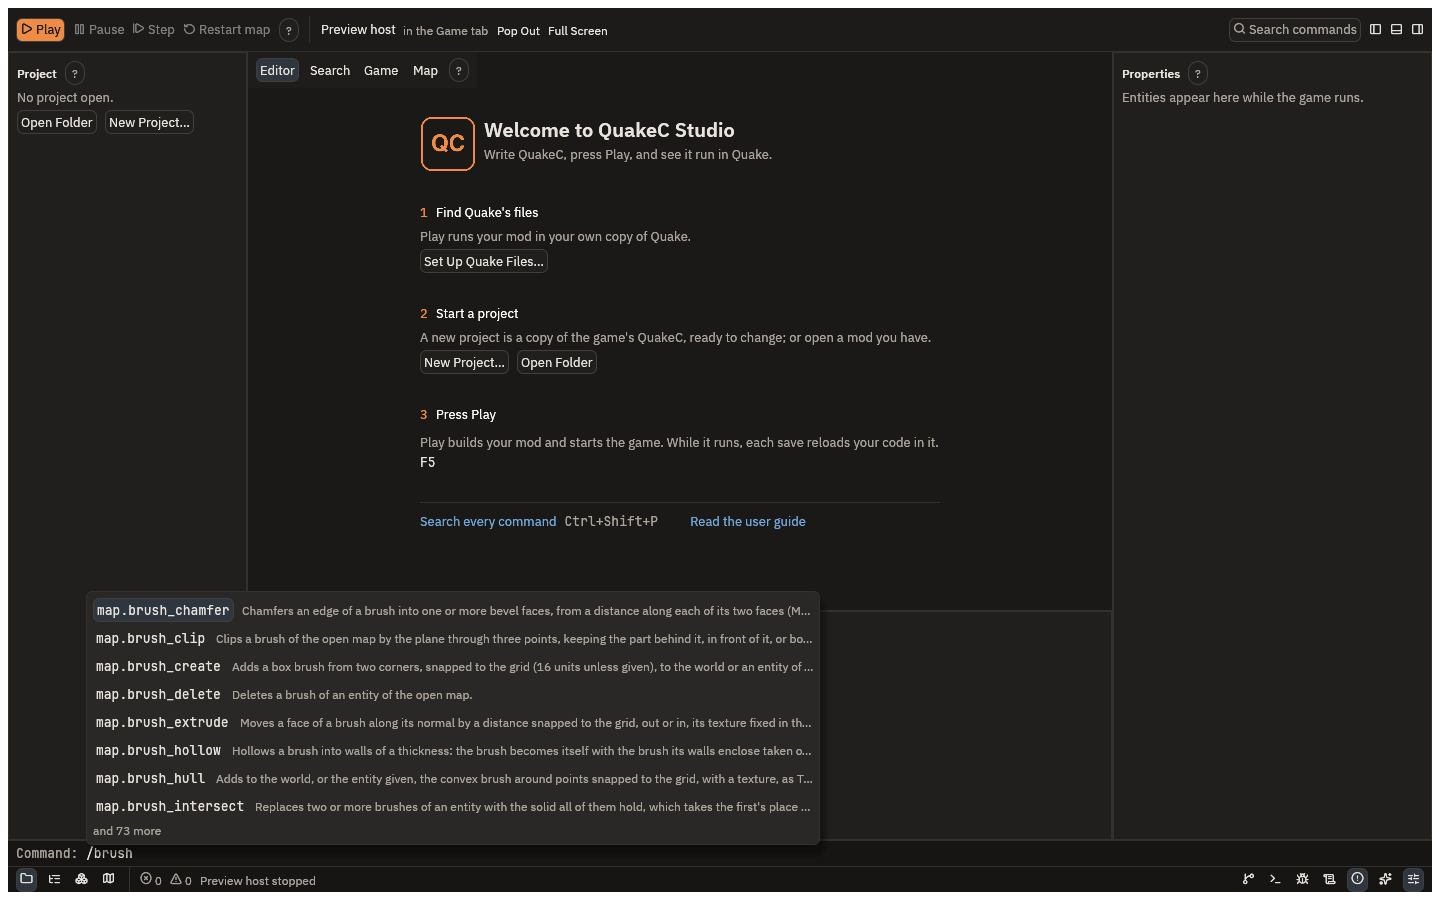 Play Pause Step Restart map ? Preview host in the Game tab Pop Out Full Screen Search commands
Project ?
No project open.
Open Folder New Project...
Editor Search Game Map ?
Properties ?
Entities appear here while the game runs.
QC
Welcome to QuakeC Studio
Write QuakeC, press Play, and see it run in Quake.
1 Find Quake's files
Play runs your mod in your own copy of Quake.
Set Up Quake Files...
2 Start a project
A new project is a copy of the game's QuakeC, ready to change; or open a mod you have.
New Project... Open Folder
3 Press Play
Play builds your mod and starts the game. While it runs, each save reloads your code in it.
F5
Search every command Ctrl+Shift+P Read the user guide
map.brush_chamfer Chamfers an edge of a brush into one or more bevel faces, from a distance along each of its two faces (M...
map.brush_clip Clips a brush of the open map by the plane through three points, keeping the part behind it, in front of it, or bo...
map.brush_create Adds a box brush from two corners, snapped to the grid (16 units unless given), to the world or an entity of ...
map.brush_delete Deletes a brush of an entity of the open map.
map.brush_extrude Moves a face of a brush along its normal by a distance snapped to the grid, out or in, its texture fixed in th...
map.brush_hollow Hollows a brush into walls of a thickness: the brush becomes itself with the brush its walls enclose taken o...
map.brush_hull Adds to the world, or the entity given, the convex brush around points snapped to the grid, with a texture, as T...
map.brush_intersect Replaces two or more brushes of an entity with the solid all of them hold, which takes the first's place ...
and 73 more
Command: /brush
0 0 Preview host stopped